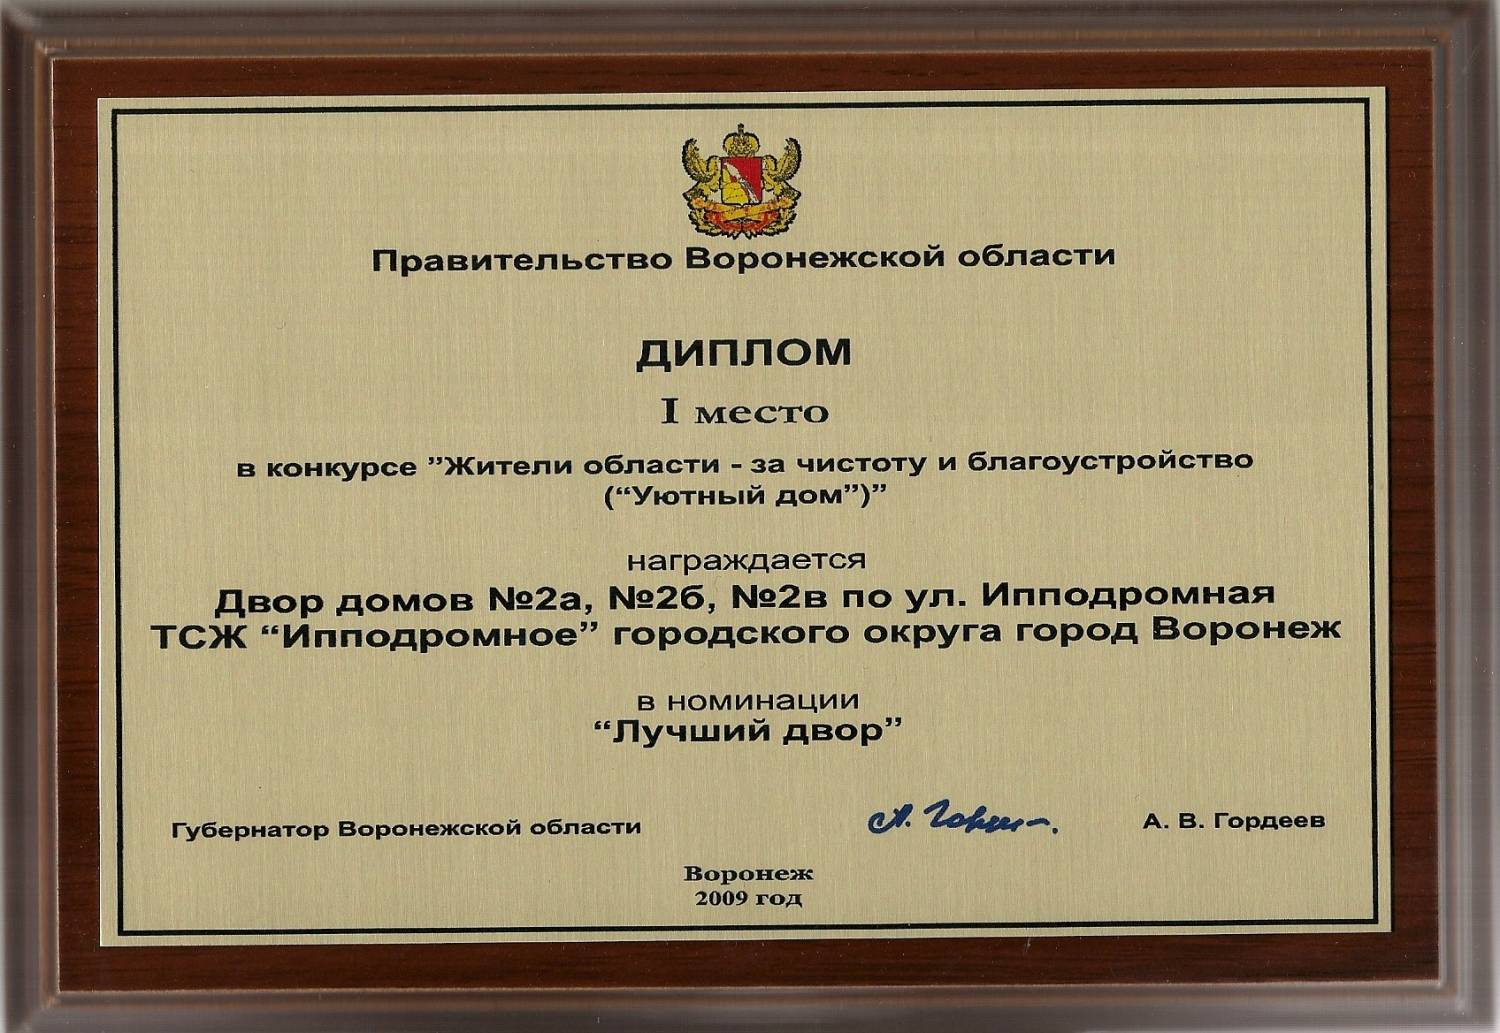 Правительство Воронежской области
ДИПЛОМ
I место
в конкурсе ”Жители области - за чистоту и благоустройство
(“Уютный дом”)”
награждается
Двор домов №2а, №2б, №2в по ул. Ипподромная
ТСЖ “Ипподромное” городского округа город Воронеж
в номинации
“Лучший двор”
Губернатор Воронежской области А. В. Гордеев
Воронеж
2009 год